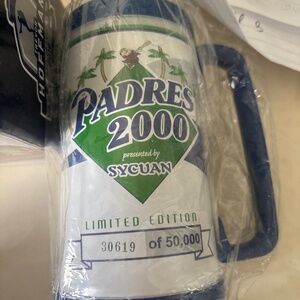 PADRES
2000
presented by
SYCUAN
LIMITED EDITION
30619 of 50,000